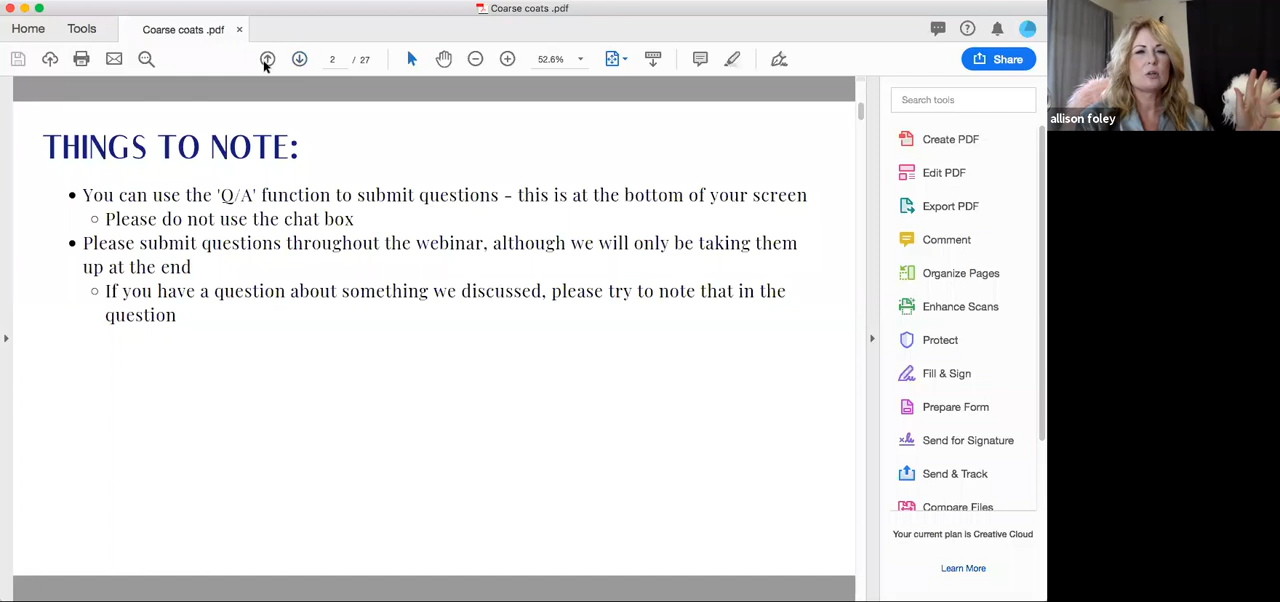 Coarse coats .pdf
Home
Tools
Coarse coats .pdf
2 / 27
52.6%
Share
allison foley
THINGS TO NOTE:
You can use the 'Q/A' function to submit questions - this is at the bottom of your screen
Please do not use the chat box
Please submit questions throughout the webinar, although we will only be taking them
up at the end
If you have a question about something we discussed, please try to note that in the
question
Search tools
Create PDF
Edit PDF
Export PDF
Comment
Organize Pages
Enhance Scans
Protect
Fill & Sign
Prepare Form
Send for Signature
Send & Track
Compare Files
Your current plan is Creative Cloud
Learn More